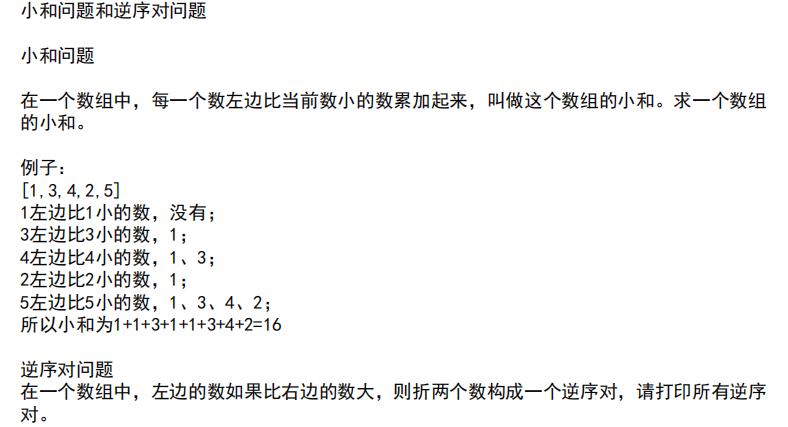 小和问题和逆序对问题
小和问题
在一个数组中，每一个数左边比当前数小的数累加起来，叫做这个数组的小和。求一个数组
的小和。
例子：
[1,3,4,2,5]
1左边比1小的数，没有；
3左边比3小的数，1；
4左边比4小的数，1、3；
2左边比2小的数，1；
5左边比5小的数，1、3、4、2；
所以小和为1+1+3+1+1+3+4+2=16
逆序对问题
在一个数组中，左边的数如果比右边的数大，则折两个数构成一个逆序对，请打印所有逆序
对。